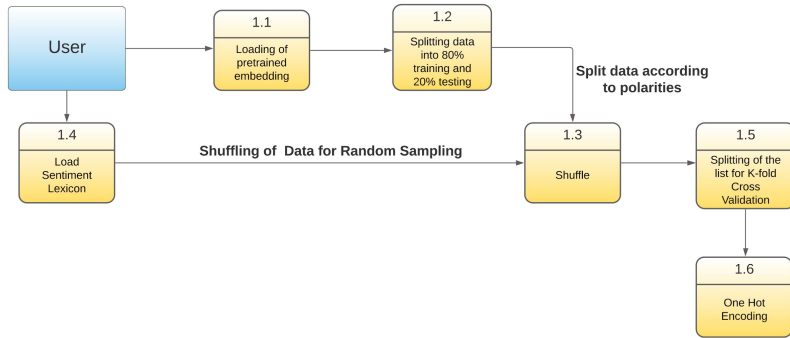 User
1.1
Loading of
pretrained
embedding
1.2
Splitting data
into 80%
training and
20% testing
Split data according
to polarities
1.4
Load
Sentiment
Lexicon
Shuffling of Data for Random Sampling
1.3
Shuffle
1.5
Splitting of the
list for K-fold
Cross
Validation
1.6
One Hot
Encoding